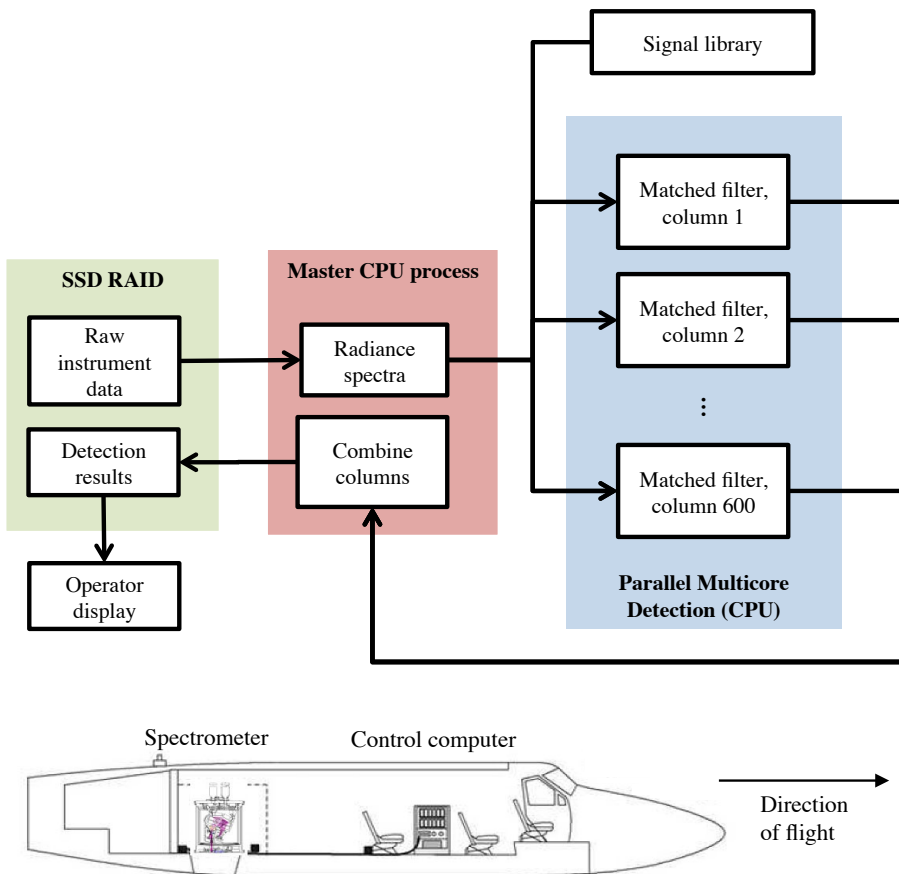 Signal library
Matched filter,
column 1
SSD RAID
Master CPU process
Raw
instrument
data
Radiance
spectra
Matched filter,
column 2
...
Detection
results
Combine
columns
Matched filter,
column 600
Operator
display
Parallel Multicore
Detection (CPU)
Spectrometer
Control computer
Direction
of flight